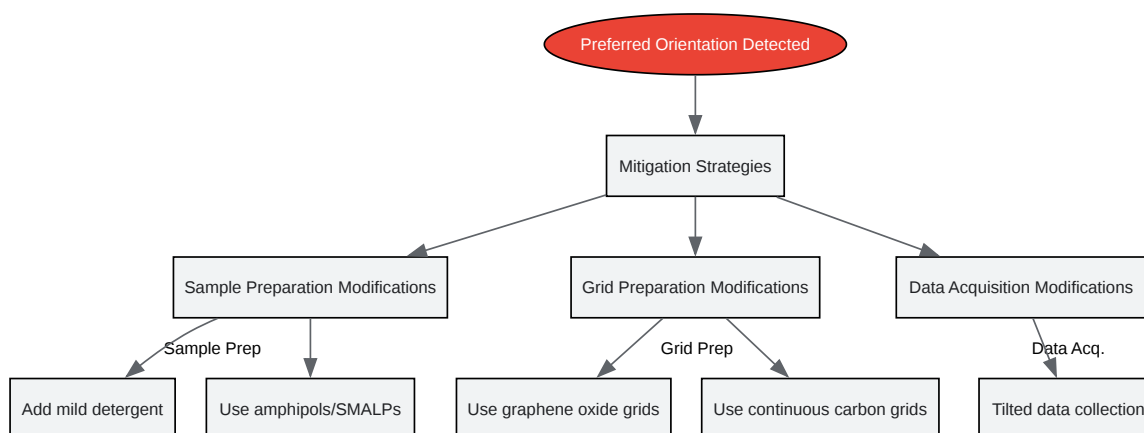 Preferred Orientation Detected
Mitigation Strategies
Sample Preparation Modifications
Grid Preparation Modifications
Data Acquisition Modifications
Sample Prep
Grid Prep
Data Acq.
Add mild detergent
Use amphipols/SMALPs
Use graphene oxide grids
Use continuous carbon grids
Tilted data collection